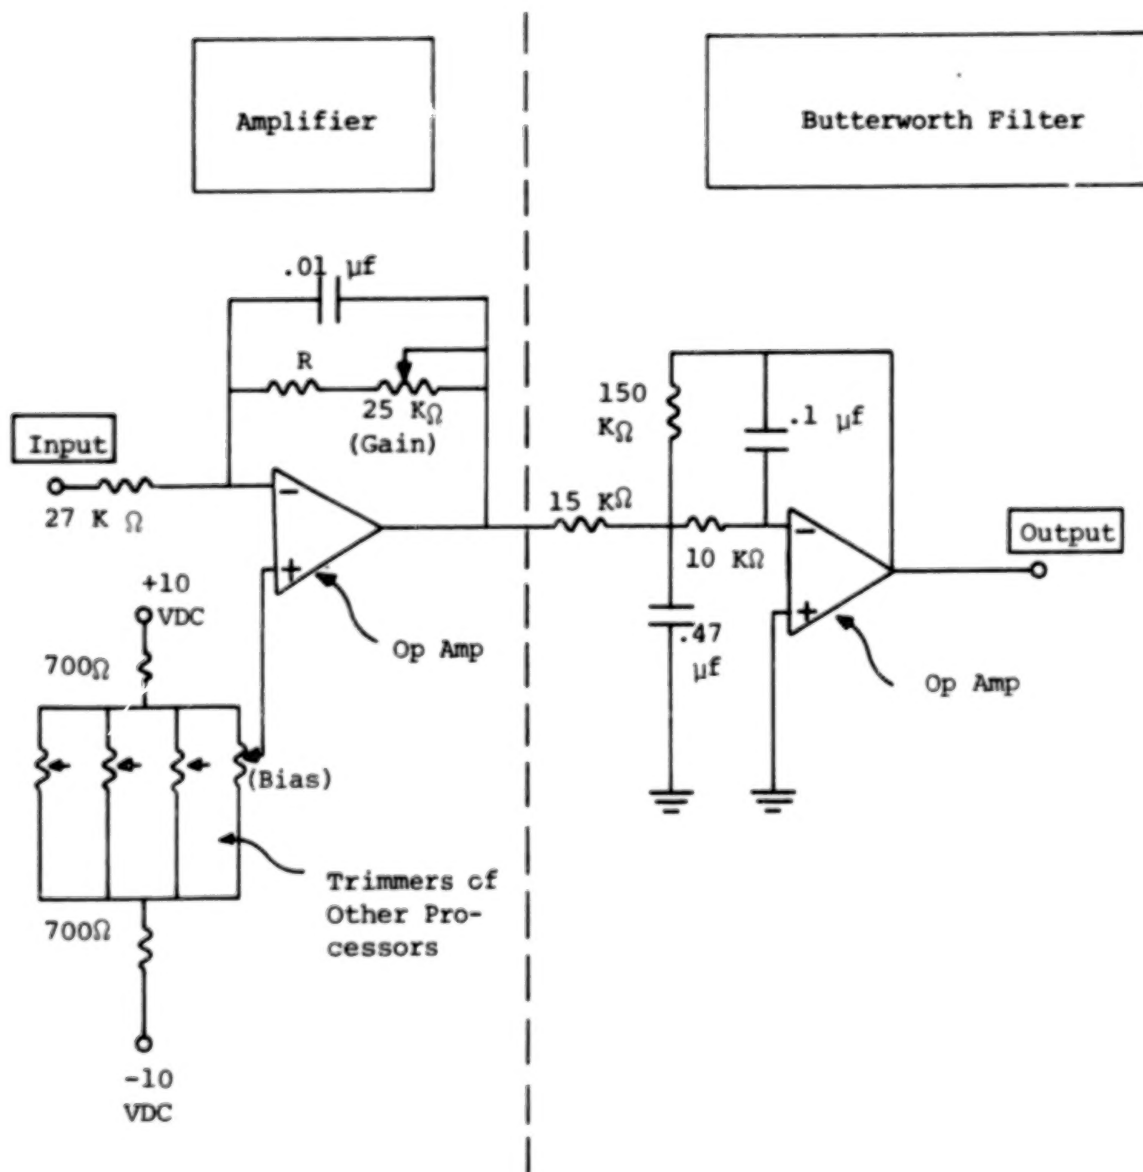 Amplifier
Butterworth Filter
.01 µf
R
25 KΩ
(Gain)
Input
27 K Ω
150
KΩ
.1 µf
15 KΩ
10 KΩ
Output
-
+
-
+
+10
VDC
Op Amp
.47
µf
Op Amp
700Ω
(Bias)
Trimmers of
Other Pro-
cessors
700Ω
-10
VDC